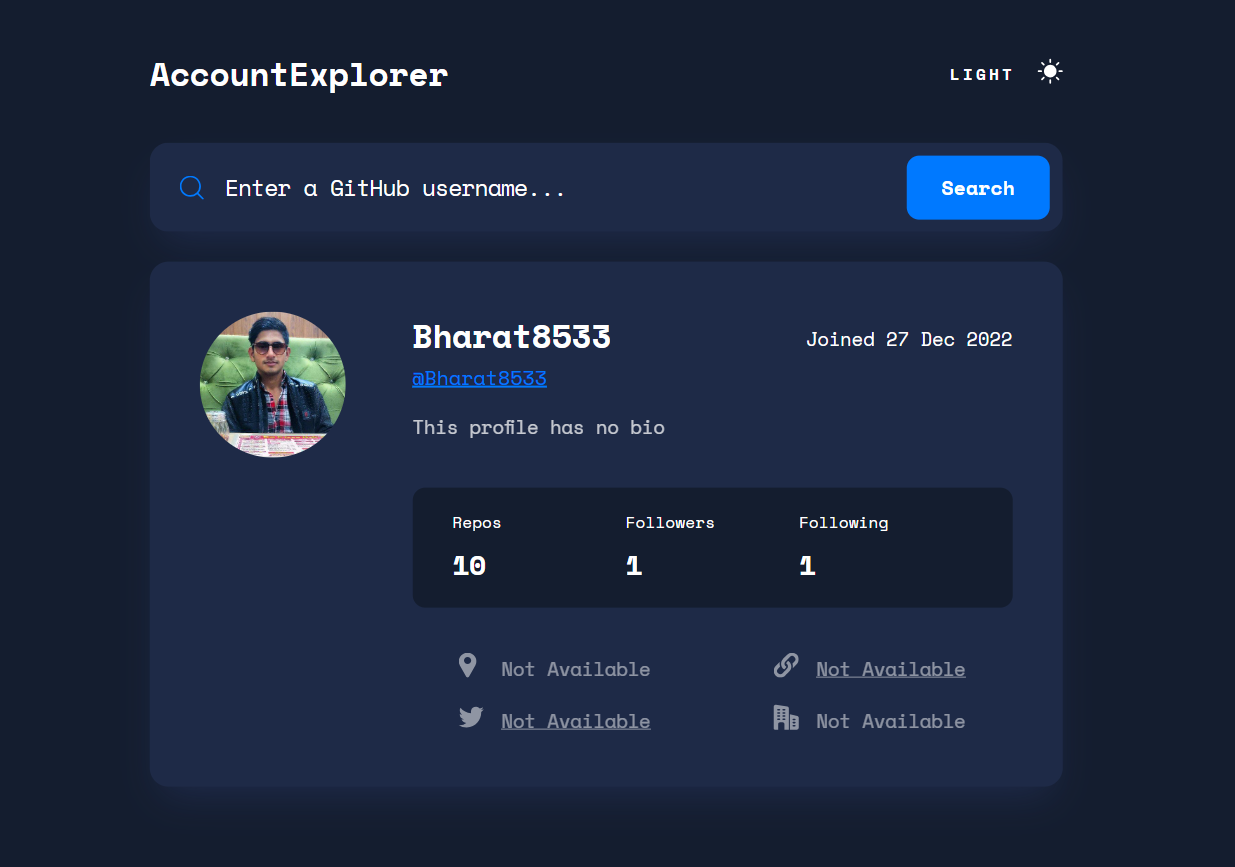 AccountExplorer
LIGHT
Enter a GitHub username...
Search
Bharat8533
Joined 27 Dec 2022
@Bharat8533
This profile has no bio
Repos Followers Following
10 1 1
Not Available Not Available
Not Available Not Available